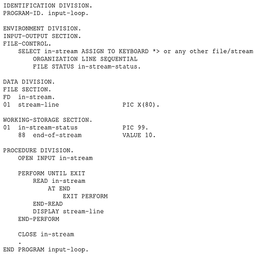 IDENTIFICATION DIVISION.
PROGRAM-ID. input-loop.
ENVIRONMENT DIVISION.
INPUT-OUTPUT SECTION.
FILE-CONTROL.
SELECT in-stream ASSIGN TO KEYBOARD *> or any other file/stream
ORGANIZATION LINE SEQUENTIAL
FILE STATUS in-stream-status.
DATA DIVISION.
FILE SECTION.
FD in-stream.
01 stream-line PIC X(80).
WORKING-STORAGE SECTION.
01 in-stream-status PIC 99.
88 end-of-stream VALUE 10.
PROCEDURE DIVISION.
OPEN INPUT in-stream
PERFORM UNTIL EXIT
READ in-stream
AT END
EXIT PERFORM
END-READ
DISPLAY stream-line
END-PERFORM
CLOSE in-stream
.
END PROGRAM input-loop.